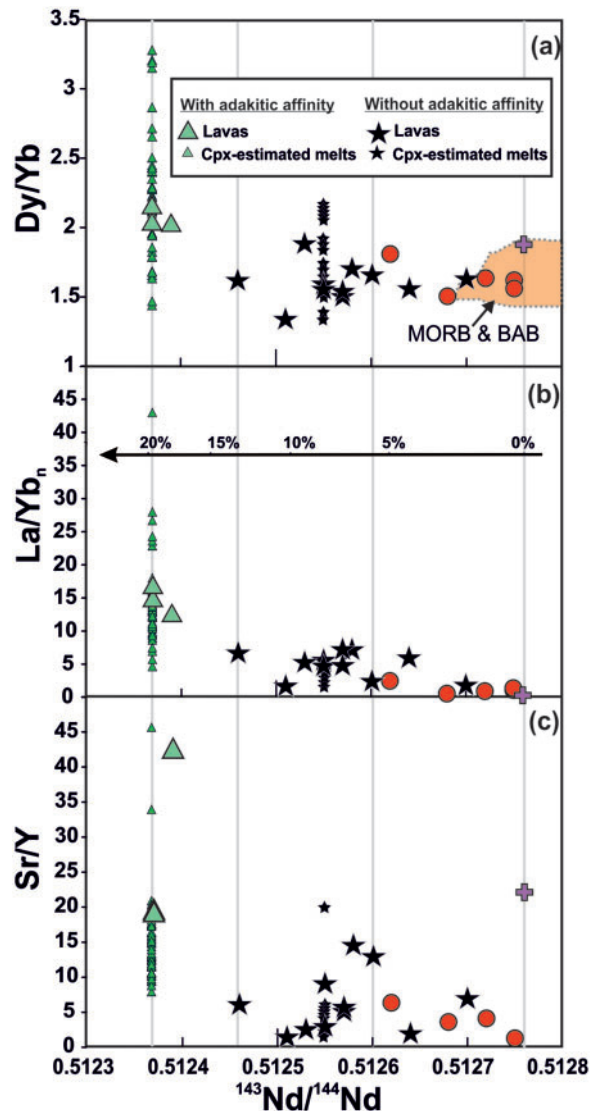 3.5
(a)
With adakitic affinity
Without adakitic affinity
Lavas
Lavas
Cpx-estimated melts
Cpx-estimated melts
3
2.5
2
1.5
1
Dy/Yb
MORB & BAB
(b)
45
40
35
30
25
20
15
10
5
0
La/Ybn
20%
15%
10%
5%
0%
(c)
45
40
35
30
25
20
15
10
5
0
Sr/Y
0.5123
0.5124
0.5125
0.5126
0.5127
0.5128
¹⁴³Nd/¹⁴⁴Nd